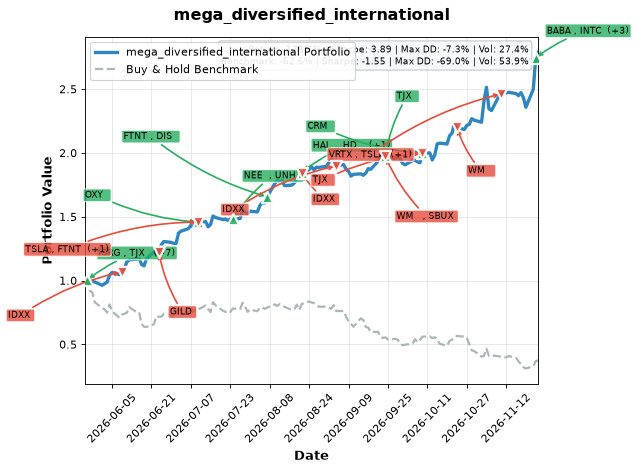 mega_diversified_international
BABA , INTC (+3)
mega_diversified_international Portfolio
Buy & Hold Benchmark
3.89 | Max DD: -7.3% | Vol: 27.4%
-62.6% | Sharpe: -1.55 | Max DD: -69.0% | Vol: 53.9%
TJX
CRM
FTNT , DIS
HD
VRTX , TSLA (+1)
WM
NEE , UNH
TJX
IDXX
OXY
IDXX
WM , SBUX
TSLA , FTNT (+1)
TJX
IDXX
GILD
Portfolio Value
2.5
2.0
1.5
1.0
0.5
2026-06-05
2026-06-21
2026-07-07
2026-07-23
2026-08-08
2026-08-24
2026-09-09
2026-09-25
2026-10-11
2026-10-27
2026-11-12
Date